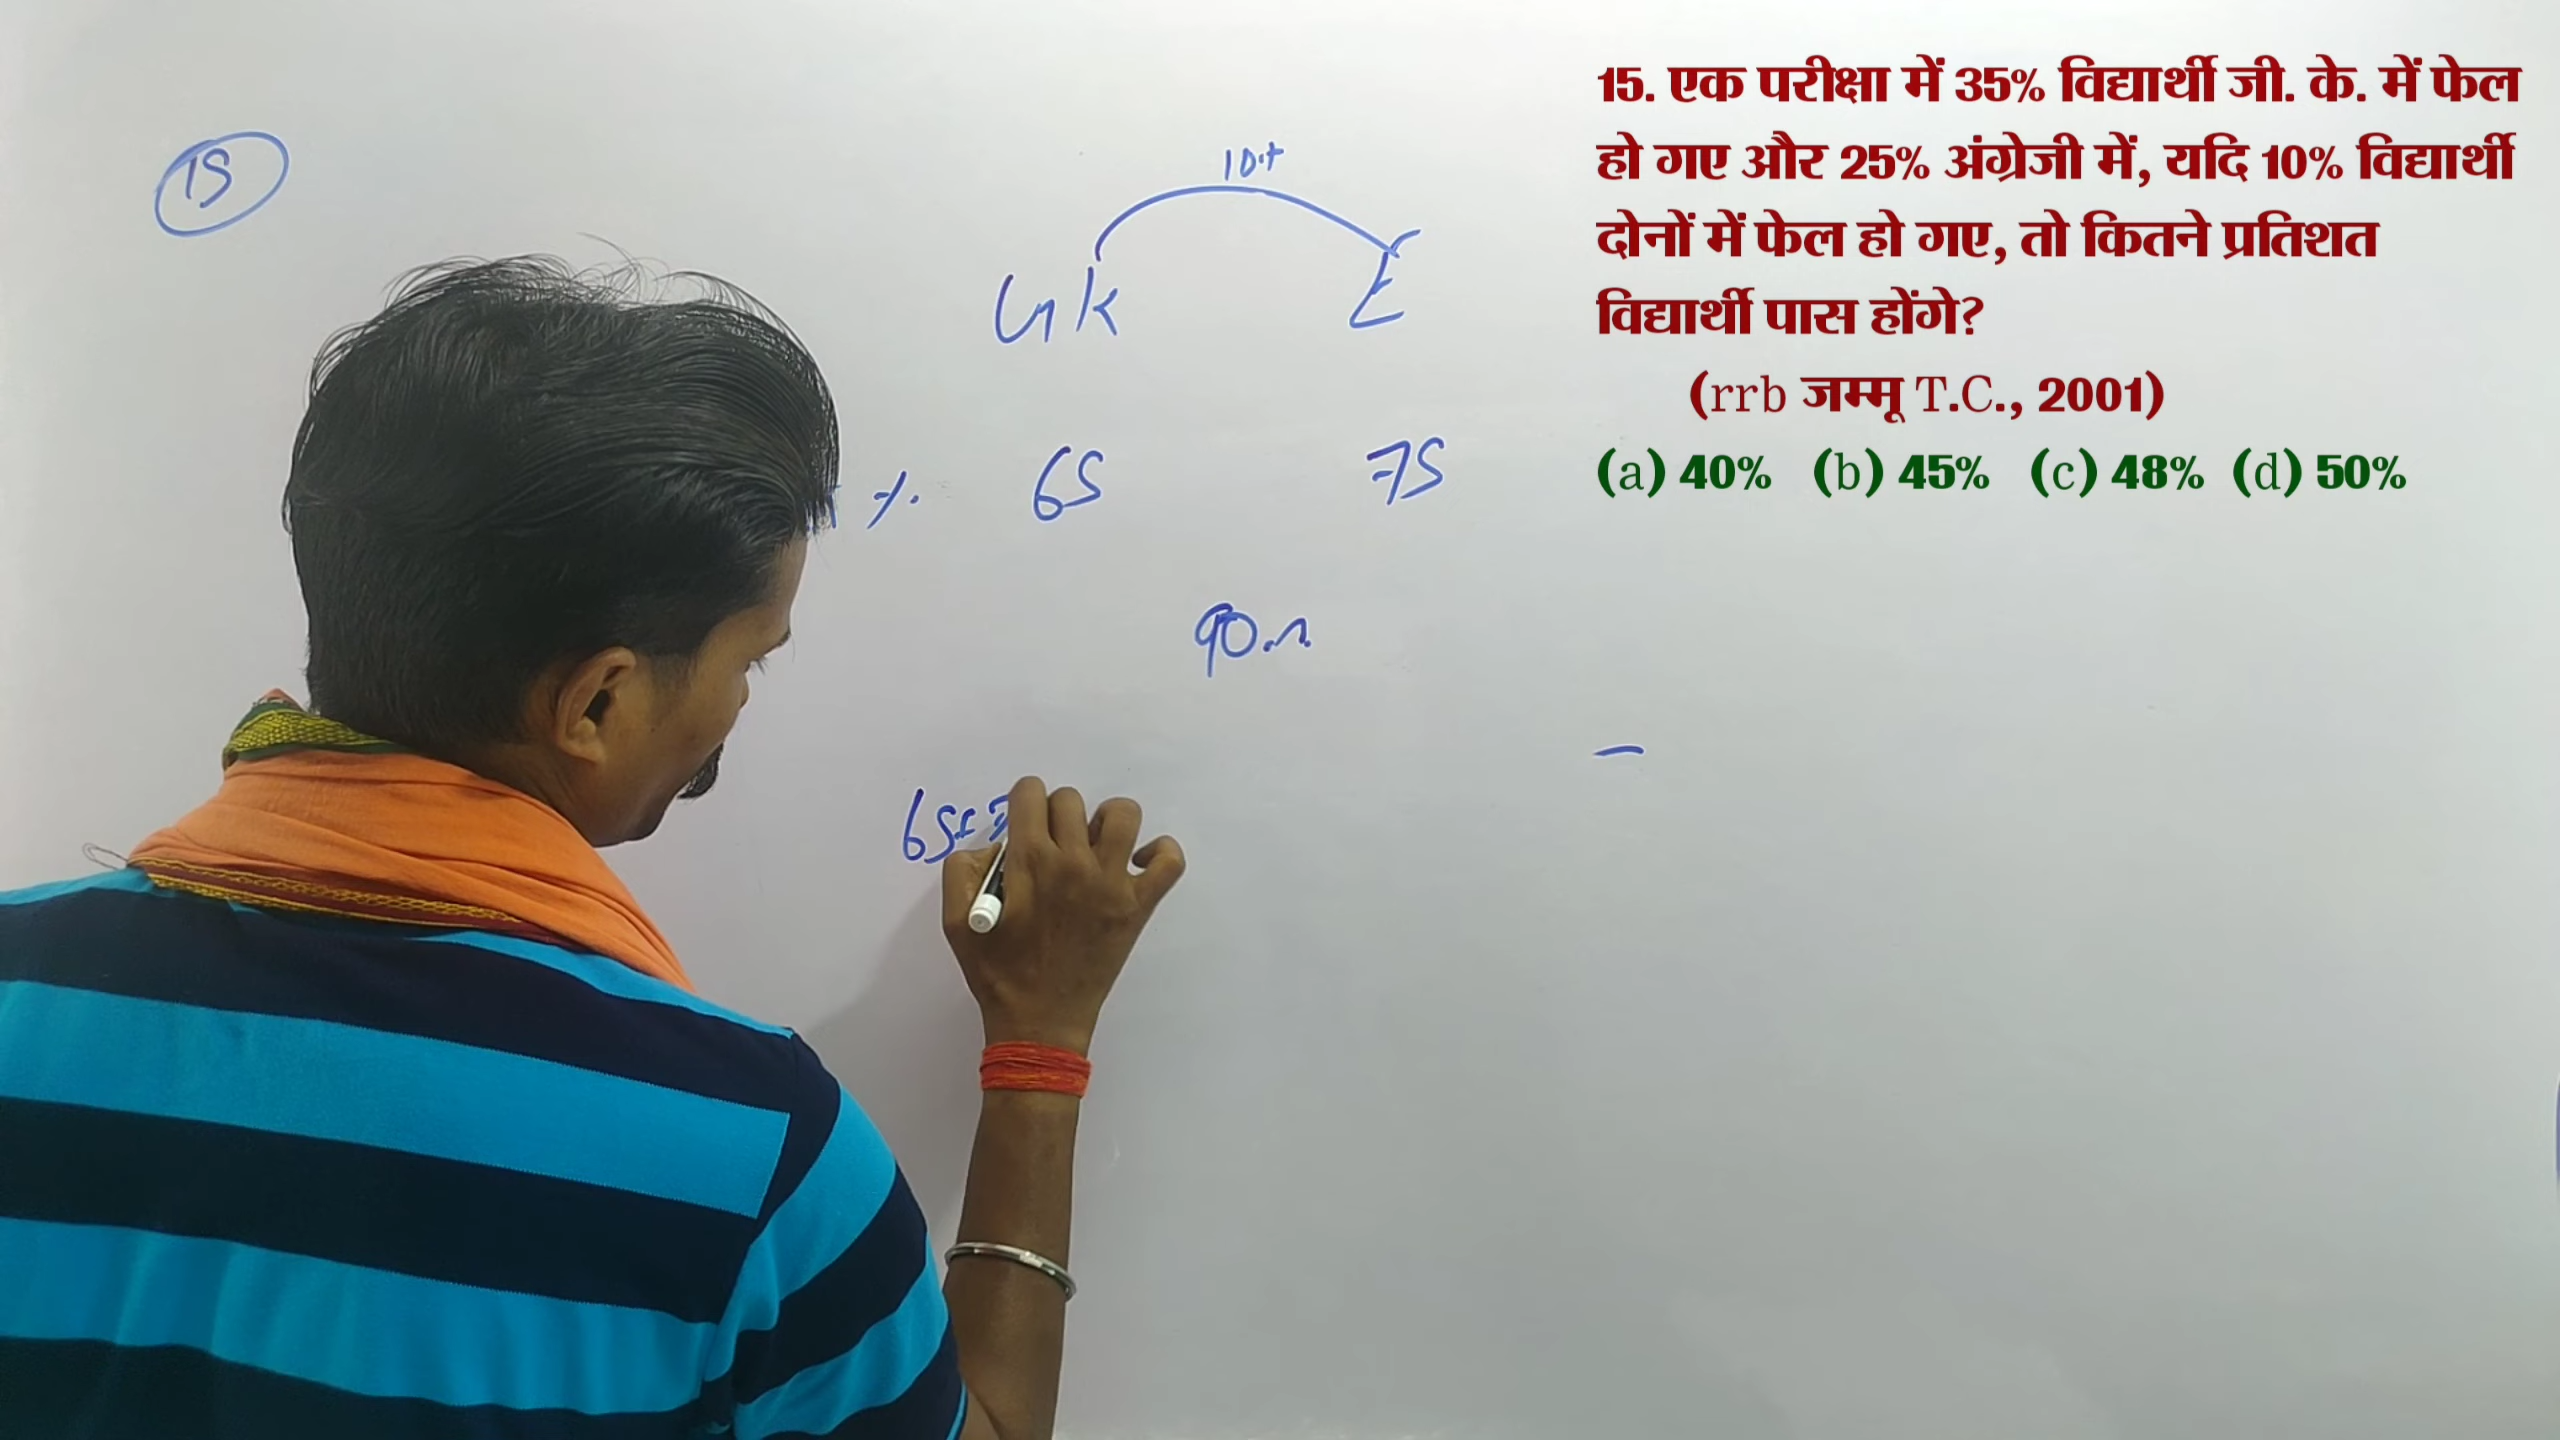 15. एक परीक्षा में 35% विद्यार्थी जी. के. में फेल
हो गए और 25% अंग्रेजी में, यदि 10% विद्यार्थी
दोनों में फेल हो गए, तो कितने प्रतिशत
विद्यार्थी पास होंगे?
(rrb जम्मू T.C., 2001)
(a) 40% (b) 45% (c) 48% (d) 50%
15
10%
GK E
% 65 75
90%
65+